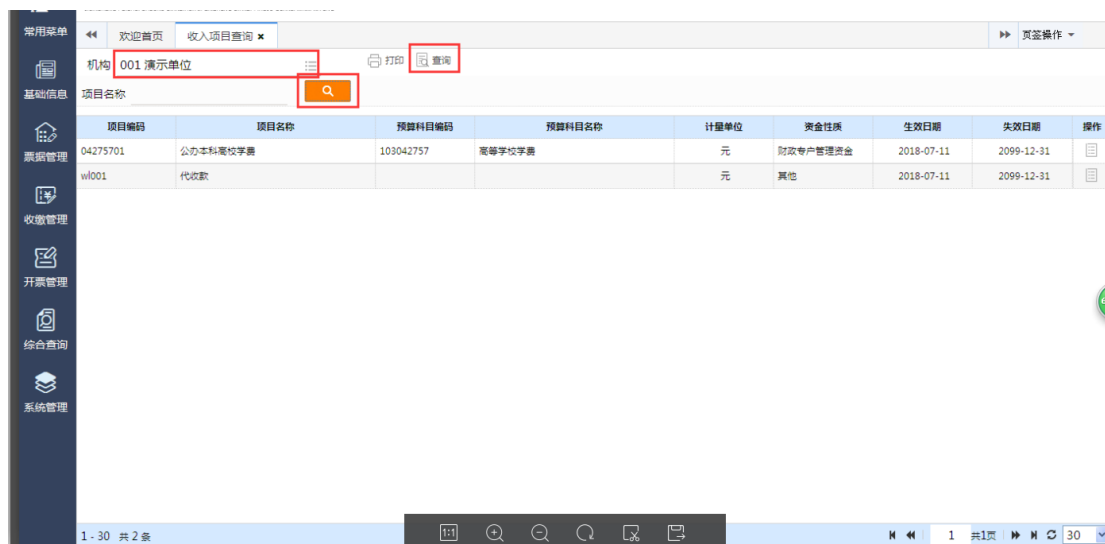 常用菜单
欢迎首页 收入项目查询 ×
页签操作
机构 001 演示单位
打印 查询
基础信息
项目名称
项目编码 项目名称 预算科目编码 预算科目名称 计量单位 资金性质 生效日期 失效日期 操作
04275701 公办本科高校学费 103042757 高等学校学费 元 财政专户管理资金 2018-07-11 2099-12-31
wl001 代收款 元 其他 2018-07-11 2099-12-31
票据管理
收缴管理
开票管理
综合查询
系统管理
1 - 30 共 2 条
1:1
1 共1页 30